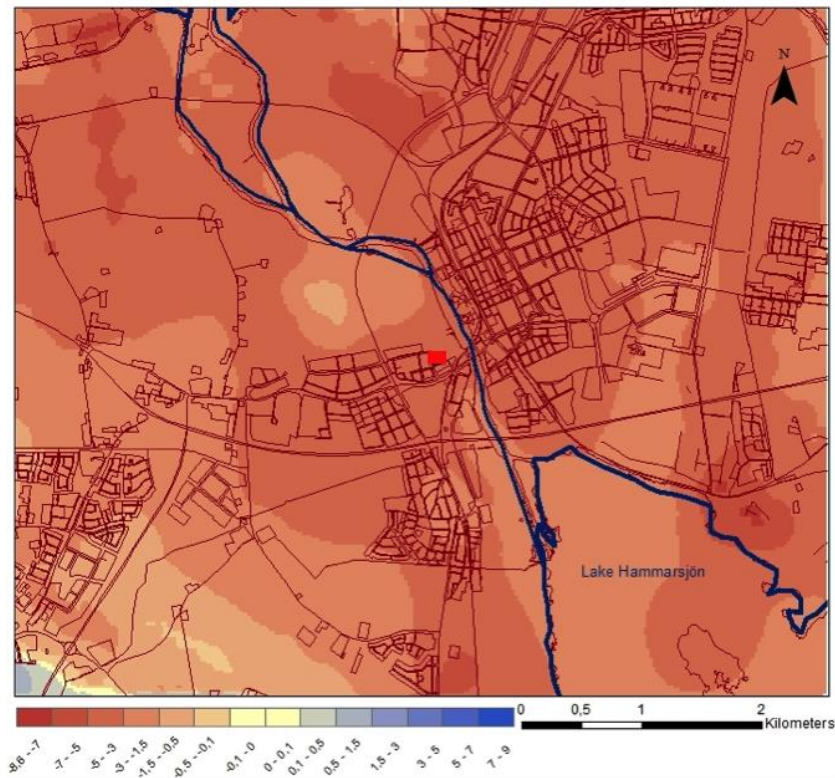 N
Lake Hammarsjön
0 0,5 1 2
Kilometers
-8,6 - -7
-7 - -5
-5 - -3
-3 - -1,5
-1,5 - -0,5
-0,5 - -0,1
-0,1 - 0
0 - 0,1
0,1 - 0,5
0,5 - 1,5
1,5 - 3
3 - 5
5 - 7
7 - 9